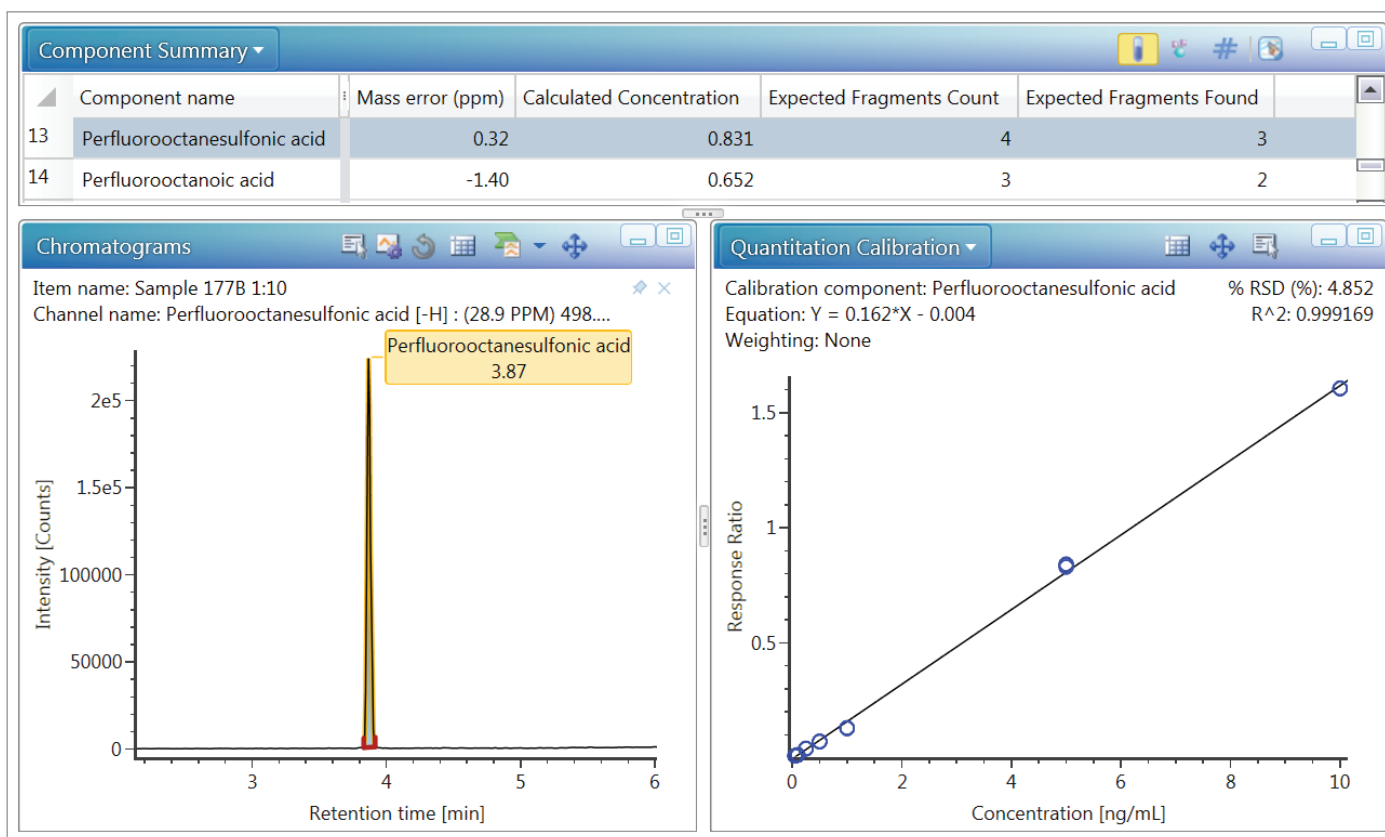 Component Summary
Component name Mass error (ppm) Calculated Concentration Expected Fragments Count Expected Fragments Found
13 Perfluorooctanesulfonic acid 0.32 0.831 4 3
14 Perfluorooctanoic acid -1.40 0.652 3 2
Chromatograms
Item name: Sample 177B 1:10
Channel name: Perfluorooctanesulfonic acid [-H] : (28.9 PPM) 498....
Perfluorooctanesulfonic acid
3.87
2e5
1.5e5
100000
50000
0
Intensity [Counts]
3 4 5 6
Retention time [min]
Quantitation Calibration
Calibration component: Perfluorooctanesulfonic acid % RSD (%): 4.852
Equation: Y = 0.162*X - 0.004 R^2: 0.999169
Weighting: None
1.5
1
0.5
Response Ratio
0 2 4 6 8 10
Concentration [ng/mL]